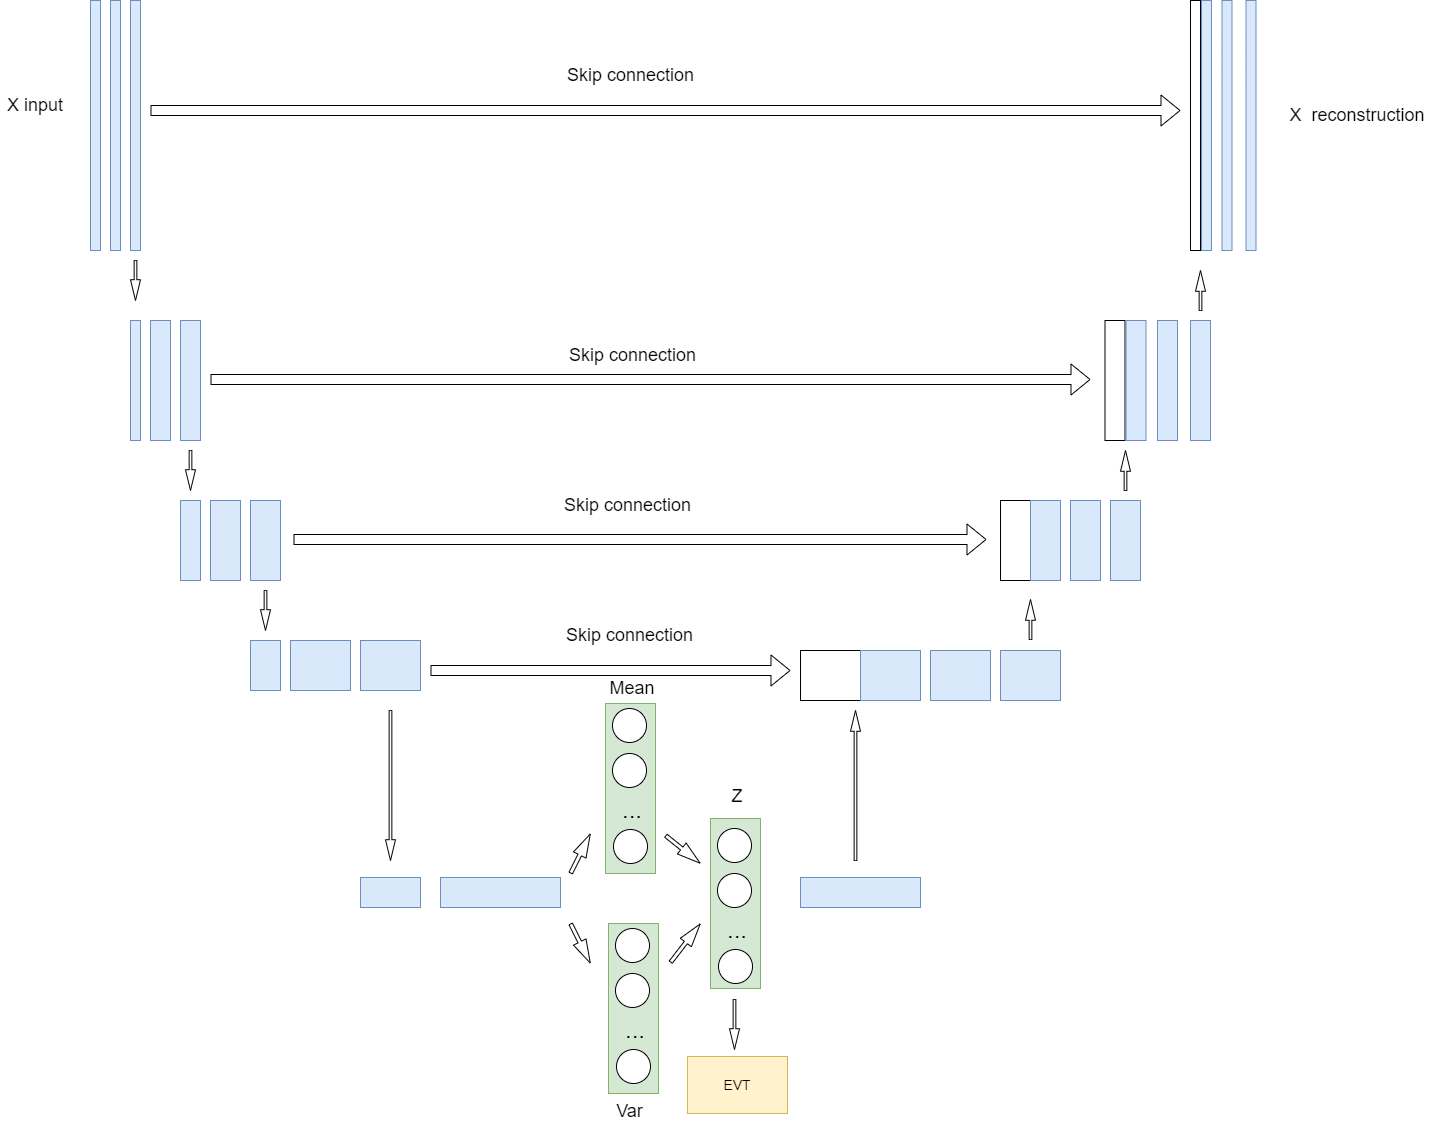 Skip connection
X input
X reconstruction
Skip connection
Skip connection
Skip connection
Mean
...
Z
...
...
EVT
Var